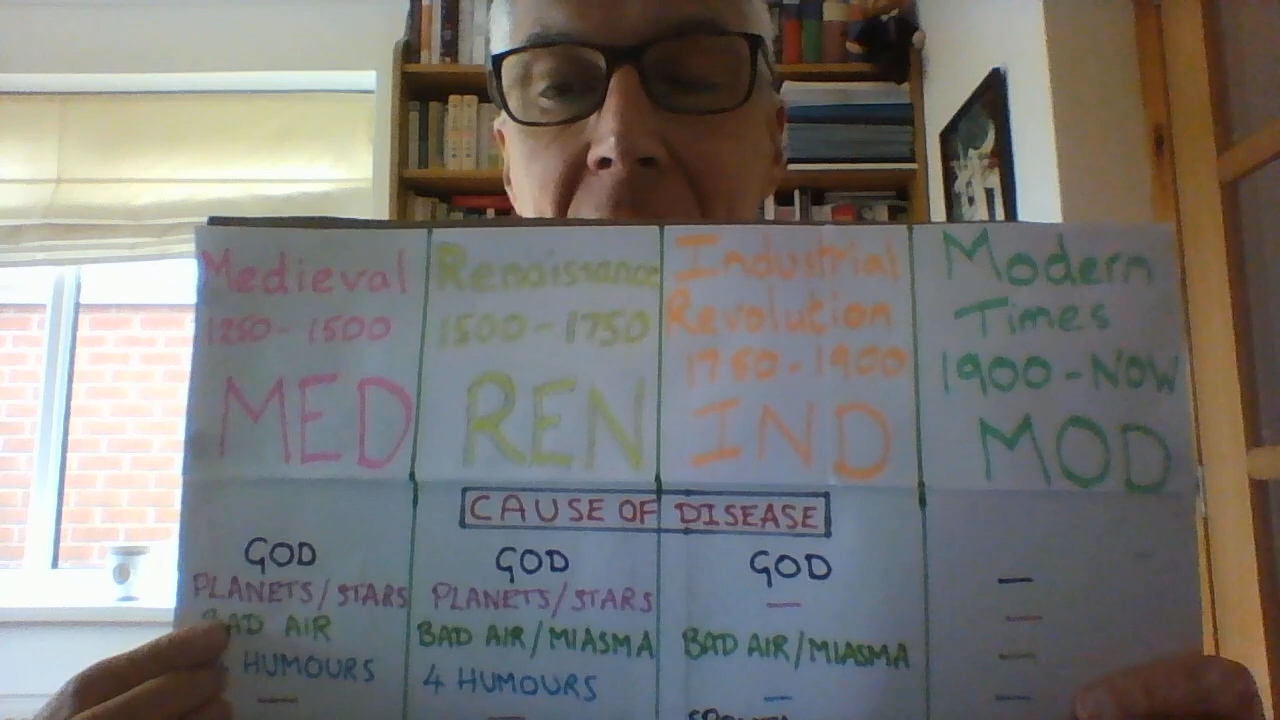 Medieval
1250-1500
MED
Renaissance
1500-1750
REN
Industrial
Revolution
1750-1900
IND
Modern
Times
1900-NOW
MOD
CAUSE OF DISEASE
GOD
PLANETS/STARS
BAD AIR
HUMOURS
—
GOD
PLANETS/STARS
BAD AIR/MIASMA
4 HUMOURS
—
GOD
—
BAD AIR/MIASMA
—
—
—
—
—